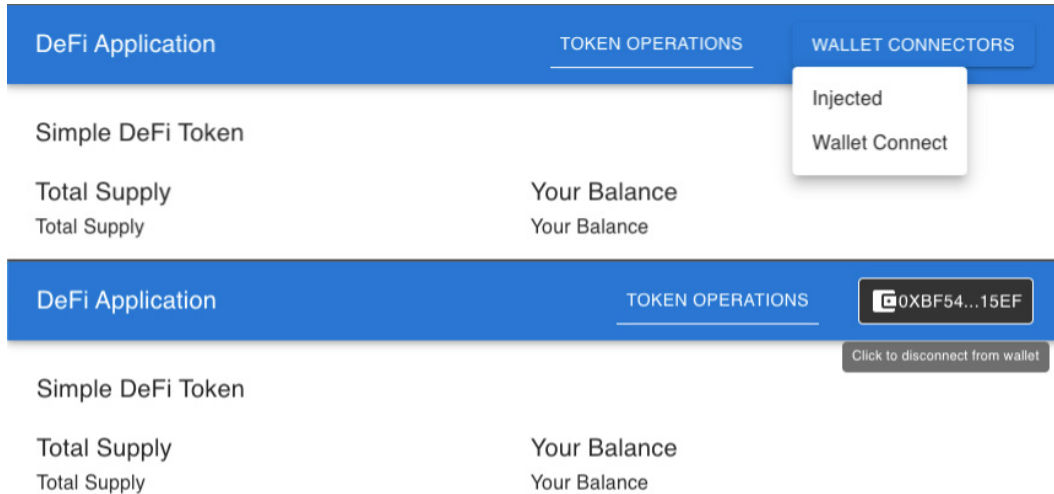 DeFi Application TOKEN OPERATIONS WALLET CONNECTORS
Injected
Simple DeFi Token
Wallet Connect
Total Supply Your Balance
Total Supply Your Balance
DeFi Application TOKEN OPERATIONS 0XBF54...15EF
Click to disconnect from wallet
Simple DeFi Token
Total Supply Your Balance
Total Supply Your Balance